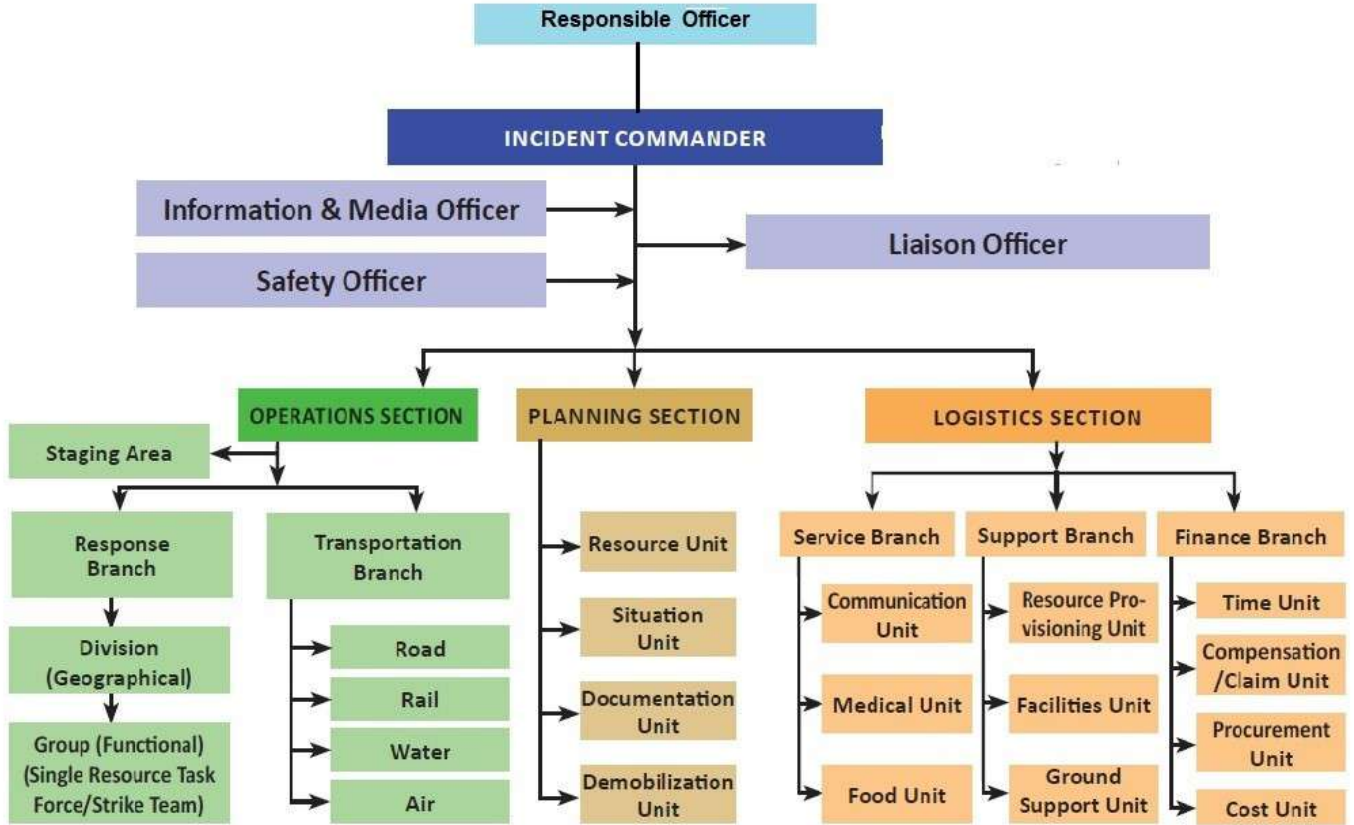 Responsible Officer
INCIDENT COMMANDER
Information & Media Officer
Liaison Officer
Safety Officer
OPERATIONS SECTION
PLANNING SECTION
LOGISTICS SECTION
Staging Area
Response
Branch
Transportation
Branch
Resource Unit
Service Branch
Support Branch
Finance Branch
Division
(Geographical)
Road
Rail
Situation
Unit
Communication
Unit
Resource Pro-
visioning Unit
Time Unit
Compensation
/Claim Unit
Group (Functional)
(Single Resource Task
Force/Strike Team)
Water
Air
Documentation
Unit
Demobilization
Unit
Medical Unit
Food Unit
Facilities Unit
Ground
Support Unit
Procurement
Unit
Cost Unit